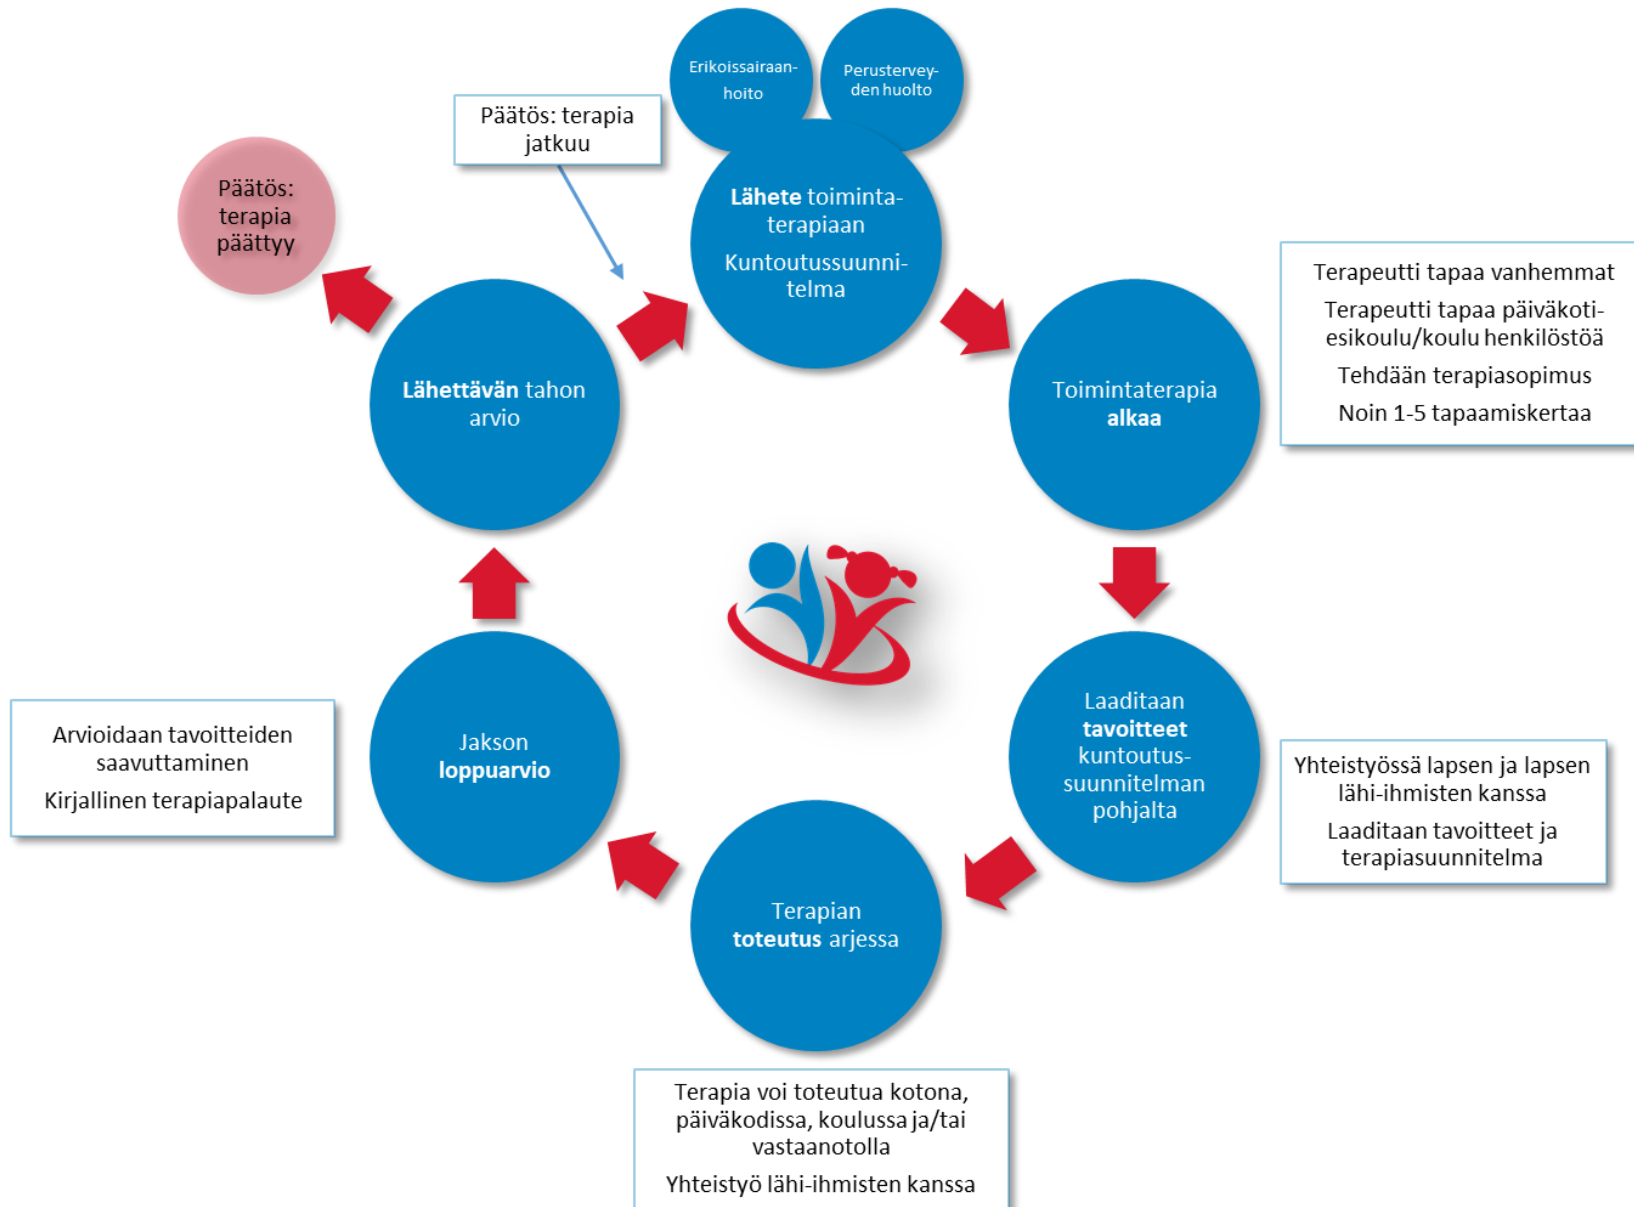 Erikoissairaan-
hoito
Perustervey-
den huolto
Päätös: terapia
jatkuu
Päätös:
terapia
päättyy
Lähete toiminta-
terapiaan
Kuntoutussuunni-
telma
Terapeutti tapaa vanhemmat
Terapeutti tapaa päiväkoti-
esikoulu/koulu henkilöstöä
Tehdään terapiasopimus
Noin 1-5 tapaamiskertaa
Lähettävän tahon
arvio
Toimintaterapia
alkaa
Laaditaan
tavoitteet
kuntoutus-
suunnitelman
pohjalta
Yhteistyössä lapsen ja lapsen
lähi-ihmisten kanssa
Laaditaan tavoitteet ja
terapiasuunnitelma
Arvioidaan tavoitteiden
saavuttaminen
Kirjallinen terapiapalaute
Jakson
loppuarvio
Terapian
toteutus arjessa
Terapia voi toteutua kotona,
päiväkodissa, koulussa ja/tai
vastaanotolla
Yhteistyö lähi-ihmisten kanssa